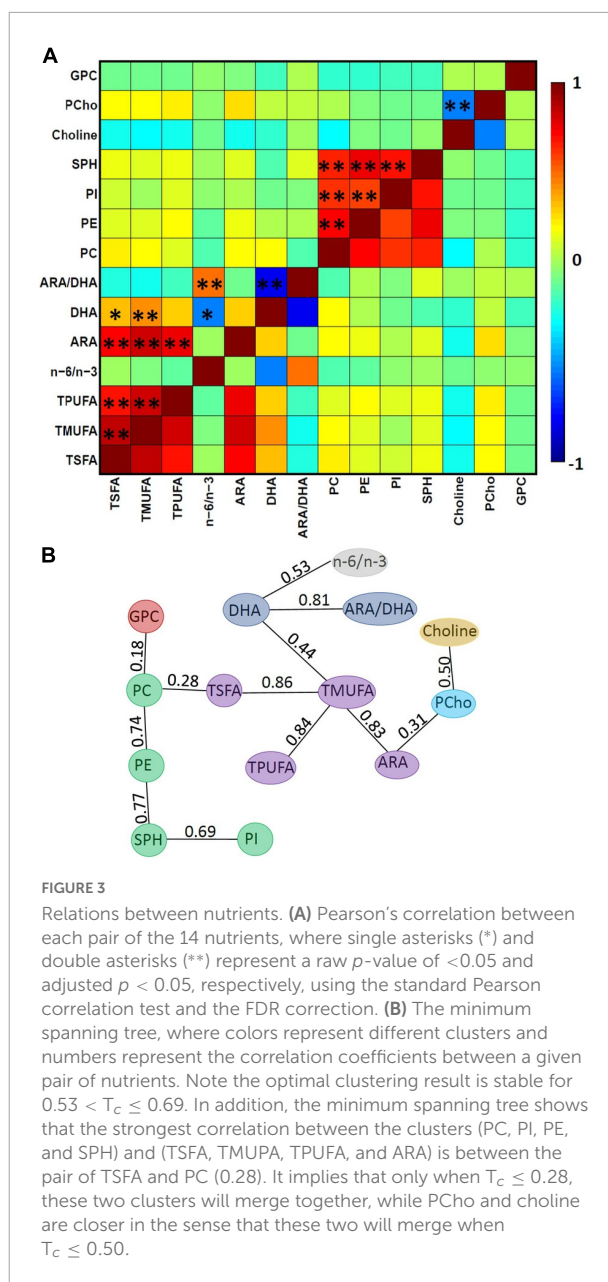 A
GPC
PCho
Choline
SPH
PI
PE
PC
ARA/DHA
DHA
ARA
n-6/n-3
TPUFA
TMUFA
TSFA
**
** ** **
** **
**
** **
* ** *
** ** **
** **
**
TSFA TMUFA TPUFA n-6/n-3 ARA DHA ARA/DHA PC PE PI SPH Choline PCho GPC
1
0
-1
B
n-6/n-3
0.53
DHA 0.81 ARA/DHA
GPC
Choline
0.18
0.44
0.50
PC 0.28 TSFA 0.86 TMUFA
PCho
0.74
0.84
0.83
0.31
PE
TPUFA
ARA
0.77
SPH 0.69 PI
FIGURE 3
Relations between nutrients. (A) Pearson's correlation between
each pair of the 14 nutrients, where single asterisks (*) and
double asterisks (**) represent a raw p-value of <0.05 and
adjusted p < 0.05, respectively, using the standard Pearson
correlation test and the FDR correction. (B) The minimum
spanning tree, where colors represent different clusters and
numbers represent the correlation coefficients between a given
pair of nutrients. Note the optimal clustering result is stable for
0.53 < Tc ≤ 0.69. In addition, the minimum spanning tree shows
that the strongest correlation between the clusters (PC, PI, PE,
and SPH) and (TSFA, TMUPA, TPUFA, and ARA) is between the
pair of TSFA and PC (0.28). It implies that only when Tc ≤ 0.28,
these two clusters will merge together, while PCho and choline
are closer in the sense that these two will merge when
Tc ≤ 0.50.